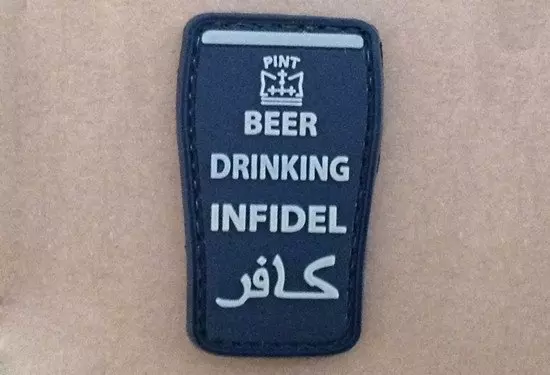 PINT
BEER
DRINKING
INFIDEL
كافر